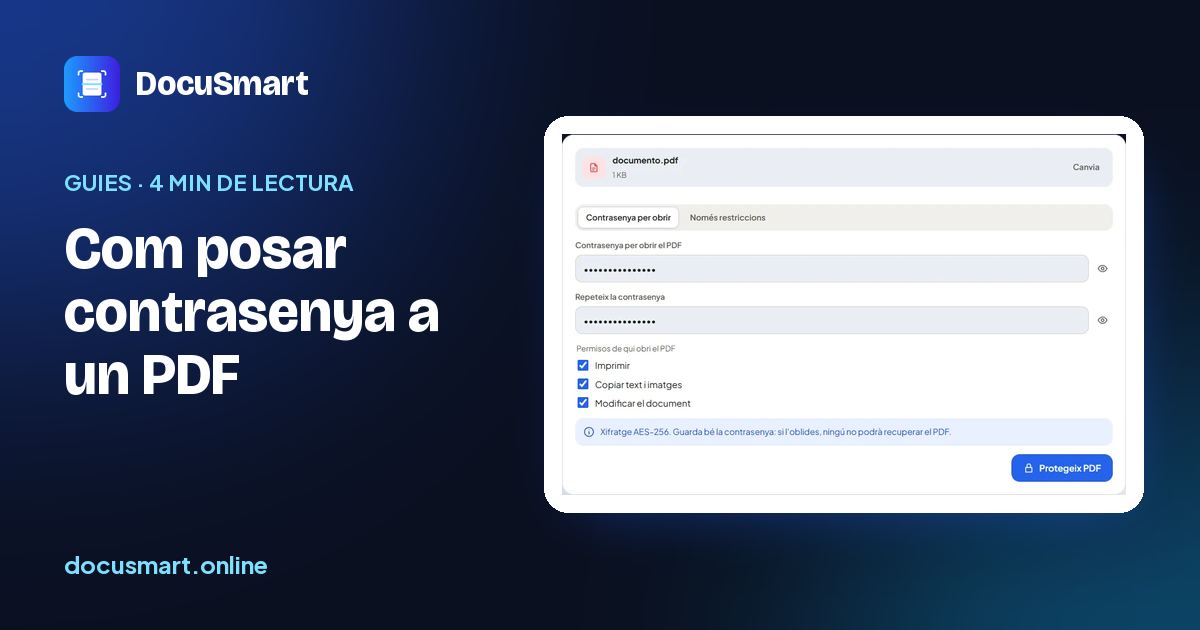 DocuSmart
GUIES · 4 MIN DE LECTURA
Com posar
contrasenya a
un PDF
docusmart.online
documento.pdf
1 KB
Canvia
Contrasenya per obrir
Només restriccions
Contrasenya per obrir el PDF
•••••••••••••••
Repeteix la contrasenya
•••••••••••••••
Permisos de qui obri el PDF
Imprimir
Copiar text i imatges
Modificar el document
Xifratge AES-256. Guarda bé la contrasenya: si l'oblides, ningú no podrà recuperar el PDF.
Protegeix PDF